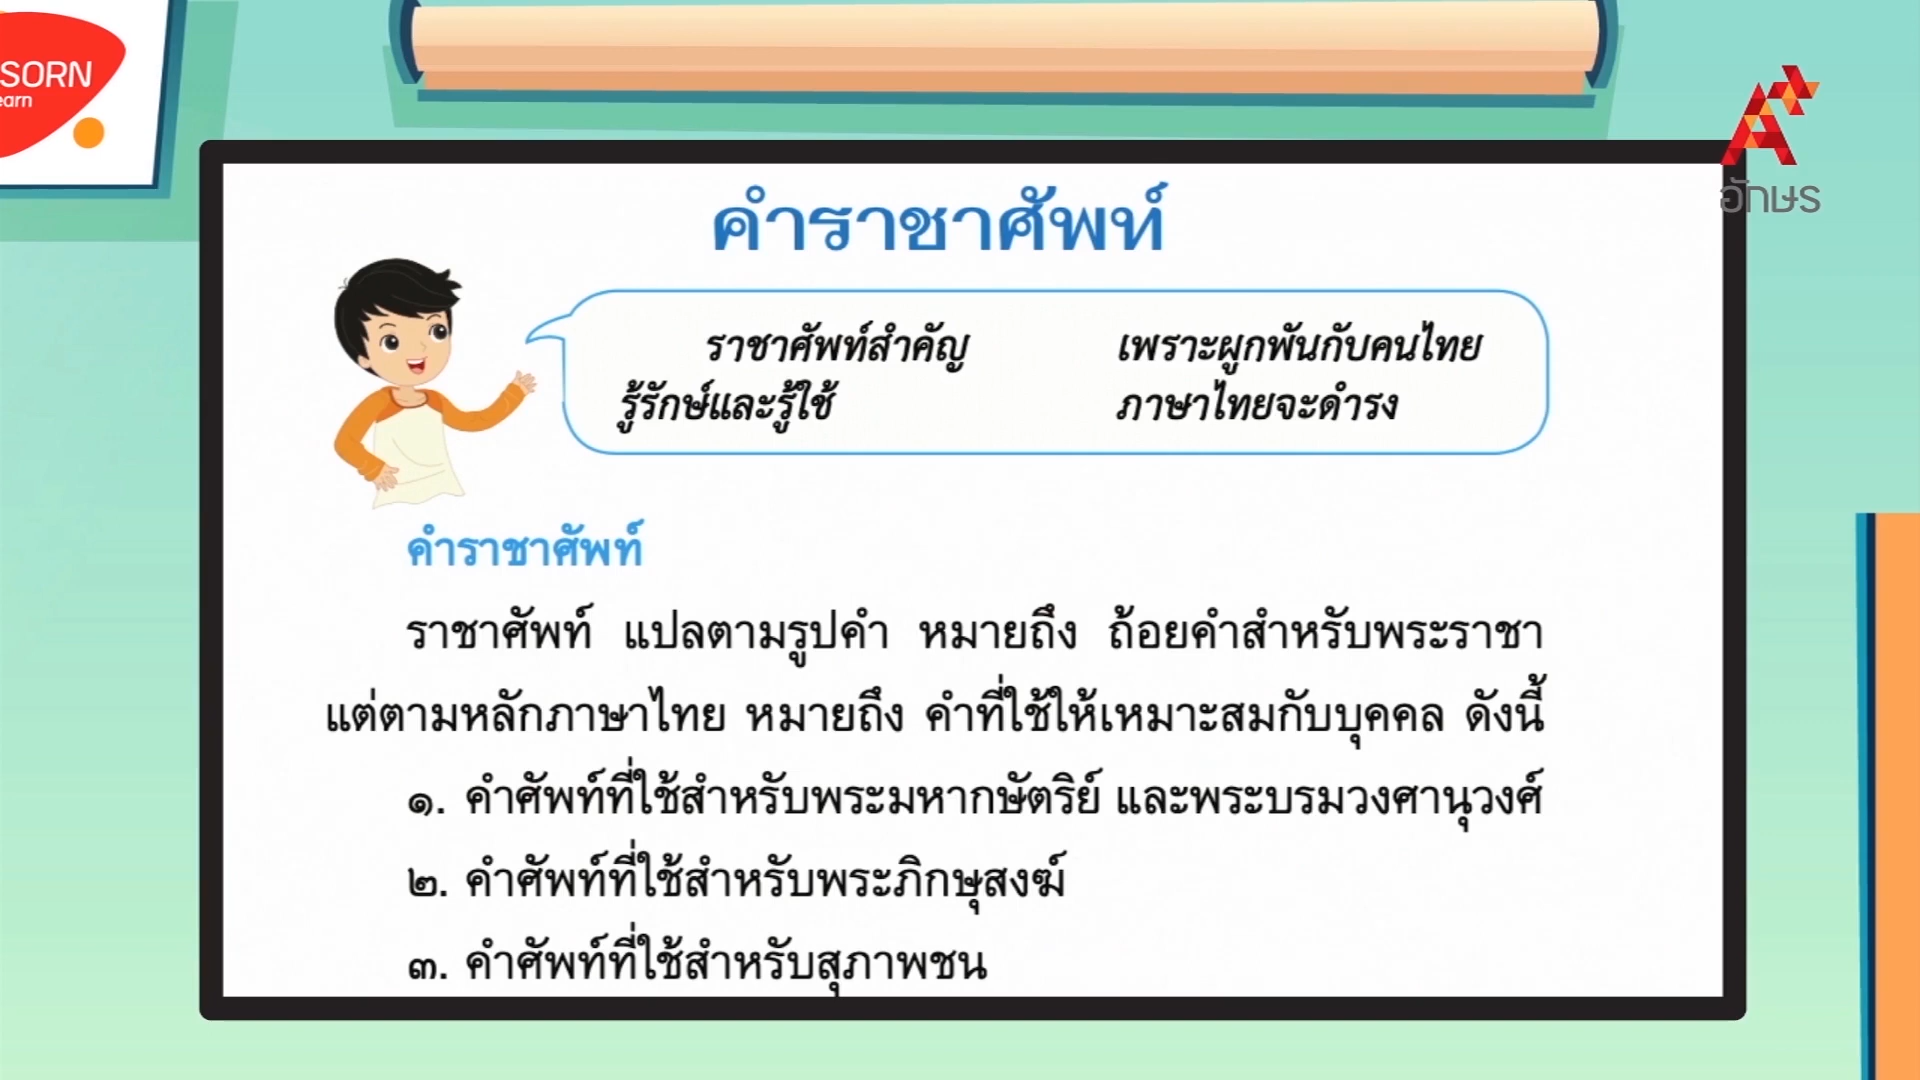 SORN
earn
อักษร
คำราชาศัพท์
ราชาศัพท์สำคัญ เพราะผูกพันกับคนไทย
รู้รักษ์และรู้ใช้ ภาษาไทยจะดำรง
คำราชาศัพท์
ราชาศัพท์ แปลตามรูปคำ หมายถึง ถ้อยคำสำหรับพระราชา
แต่ตามหลักภาษาไทย หมายถึง คำที่ใช้ให้เหมาะสมกับบุคคล ดังนี้
๑. คำศัพท์ที่ใช้สำหรับพระมหากษัตริย์ และพระบรมวงศานุวงศ์
๒. คำศัพท์ที่ใช้สำหรับพระภิกษุสงฆ์
๓. คำศัพท์ที่ใช้สำหรับสุภาพชน